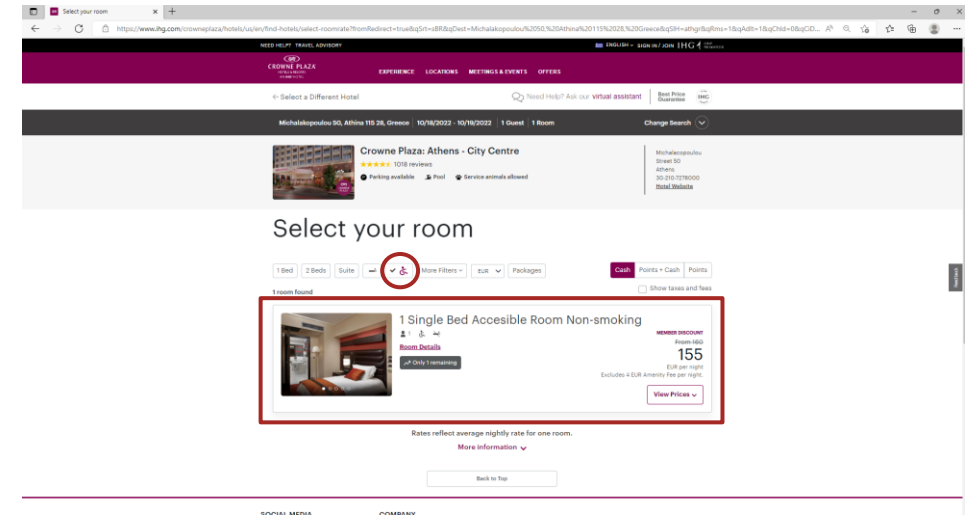 Select your room
https://www.ihg.com/crowneplaza/hotels/us/en/find-hotels/select-roomrate?fromRedirect=true&qSrt=sBR&qDest=Michalakopoulou%2050,%20Athina%20115%2028,%20Greece&qSlH=athgr&qRms=1&qAdlt=1&qChld=0&qCiD...
NEED HELP? TRAVEL ADVISORY
ENGLISH SIGN IN / JOIN IHG
CROWNE PLAZA
EXPERIENCE LOCATIONS MEETINGS & EVENTS OFFERS
← Select a Different Hotel
Need Help? Ask our virtual assistant
Best Price
Guarantee
IHG
Michalakopoulou 50, Athina 115 28, Greece 10/18/2022 - 10/19/2022 1 Guest 1 Room Change Search
Crowne Plaza: Athens - City Centre
1018 reviews
Parking available Pool Service animals allowed
Michalacopoulou
Street 50
Athens
30-210-7278000
Hotel Website
Select your room
1 Bed 2 Beds Suite More Filters EUR Packages
Cash Points + Cash Points
1 room found
Show taxes and fees
1 Single Bed Accesible Room Non-smoking
1
Room Details
Only 1 remaining
MEMBER DISCOUNT
From 160
155
EUR per night
Excludes 4 EUR Amenity Fee per night.
View Prices
Rates reflect average nightly rate for one room.
More information
Back to Top
SOCIAL MEDIA COMPANY